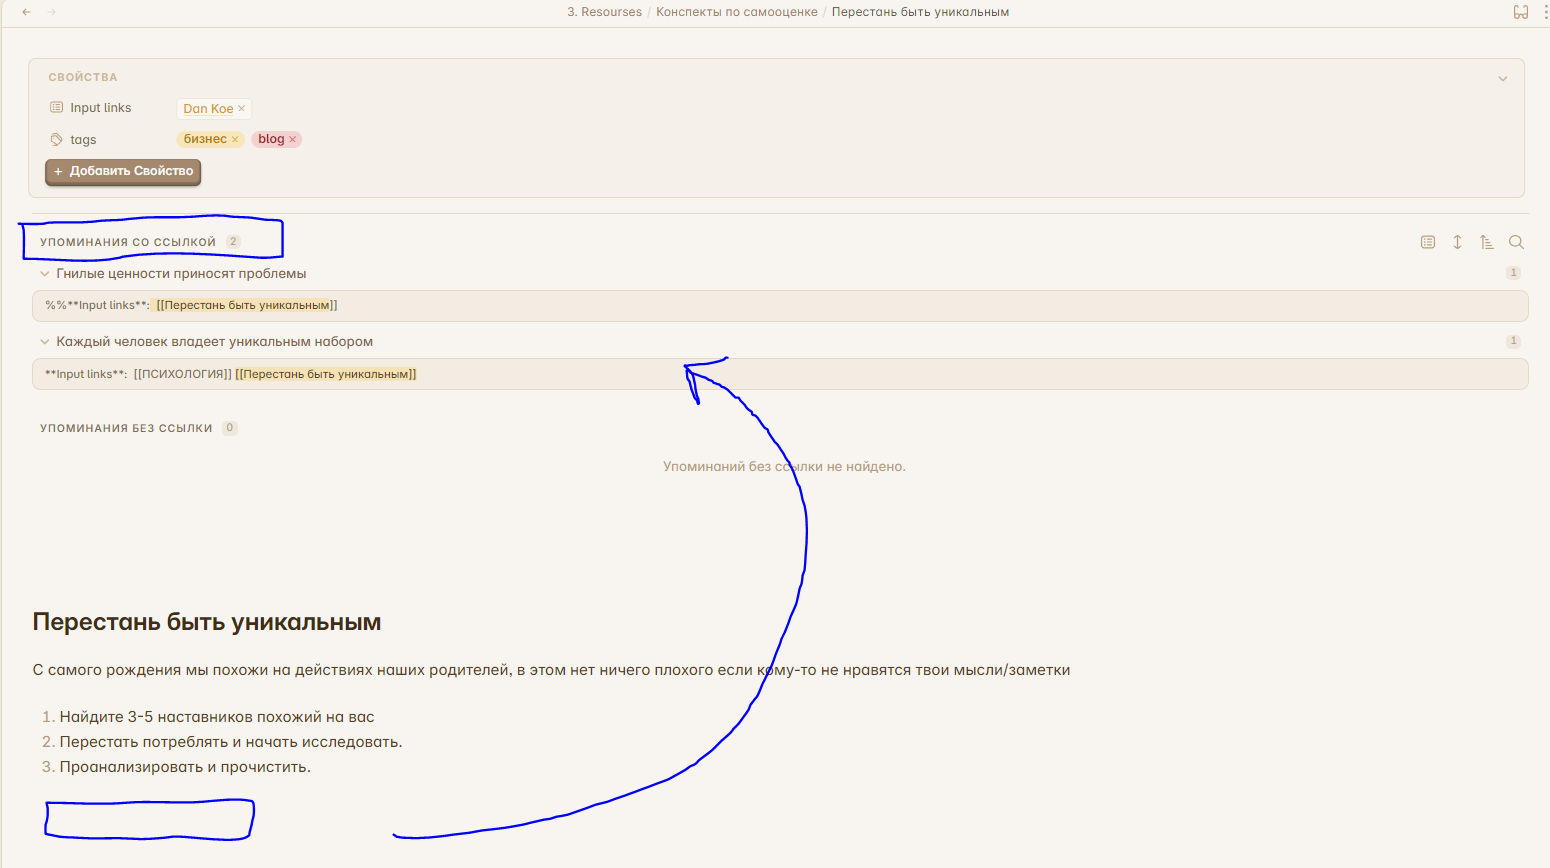 3. Resourses / Конспекты по самооценке / Перестань быть уникальным
СВОЙСТВА
Input links Dan Koe ×
tags бизнес × blog ×
+ Добавить Свойство
УПОМИНАНИЯ СО ССЫЛКОЙ 2
Гнилые ценности приносят проблемы 1
%%**Input links**: [[Перестань быть уникальным]]
Каждый человек владеет уникальным набором 1
**Input links**: [[ПСИХОЛОГИЯ]] [[Перестань быть уникальным]]
УПОМИНАНИЯ БЕЗ ССЫЛКИ 0
Упоминаний без ссылки не найдено.
Перестань быть уникальным
С самого рождения мы похожи на действиях наших родителей, в этом нет ничего плохого если кому-то не нравятся твои мысли/заметки
1. Найдите 3-5 наставников похожий на вас
2. Перестать потреблять и начать исследовать.
3. Проанализировать и прочистить.